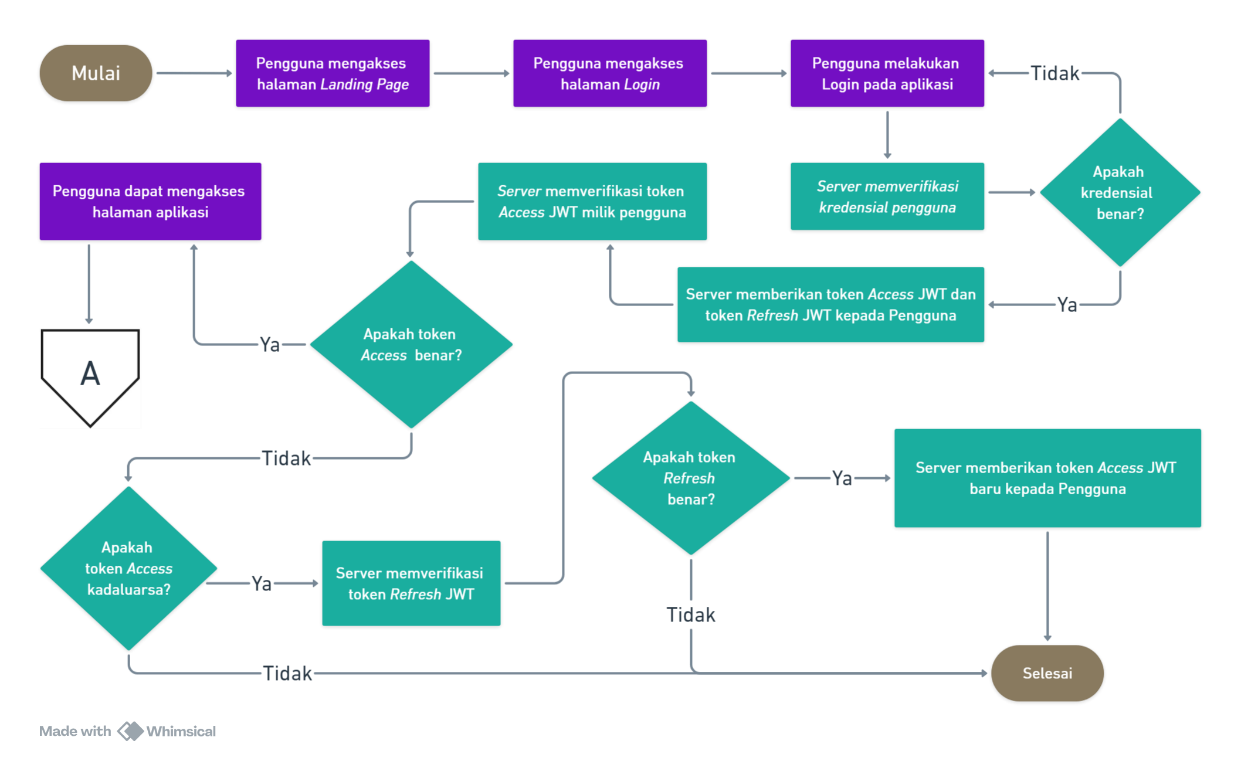 Mulai
Pengguna mengakses
halaman Landing Page
Pengguna mengakses
halaman Login
Pengguna melakukan
Login pada aplikasi
Tidak
Apakah
kredensial
benar?
Server memverifikasi
kredensial pengguna
Ya
Server memberikan token Access JWT dan
token Refresh JWT kepada Pengguna
Server memverifikasi token
Access JWT milik pengguna
Apakah token
Access benar?
Ya
Pengguna dapat mengakses
halaman aplikasi
A
Tidak
Apakah
token Access
kadaluarsa?
Ya
Server memverifikasi
token Refresh JWT
Apakah token
Refresh
benar?
Ya
Server memberikan token Access JWT
baru kepada Pengguna
Tidak
Tidak
Selesai
Made with Whimsical